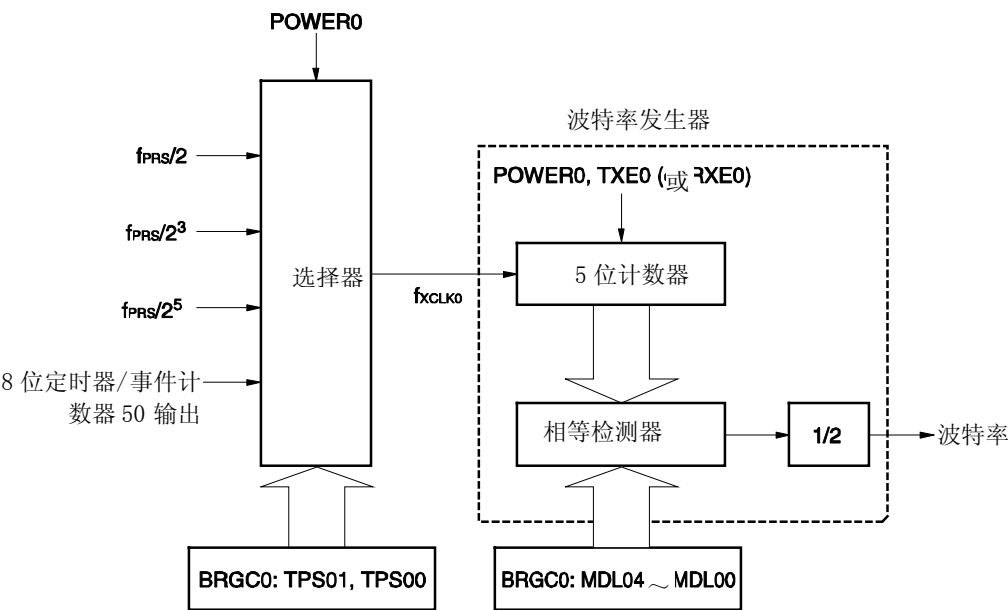 POWER0
波特率发生器
fPRS/2
POWER0, TXE0 (或 RXE0)
fPRS/2³
选择器
5 位计数器
fXCLK0
fPRS/2⁵
8 位定时器/事件计
数器 50 输出
相等检测器
1/2
波特率
BRGC0: TPS01, TPS00
BRGC0: MDL04～MDL00